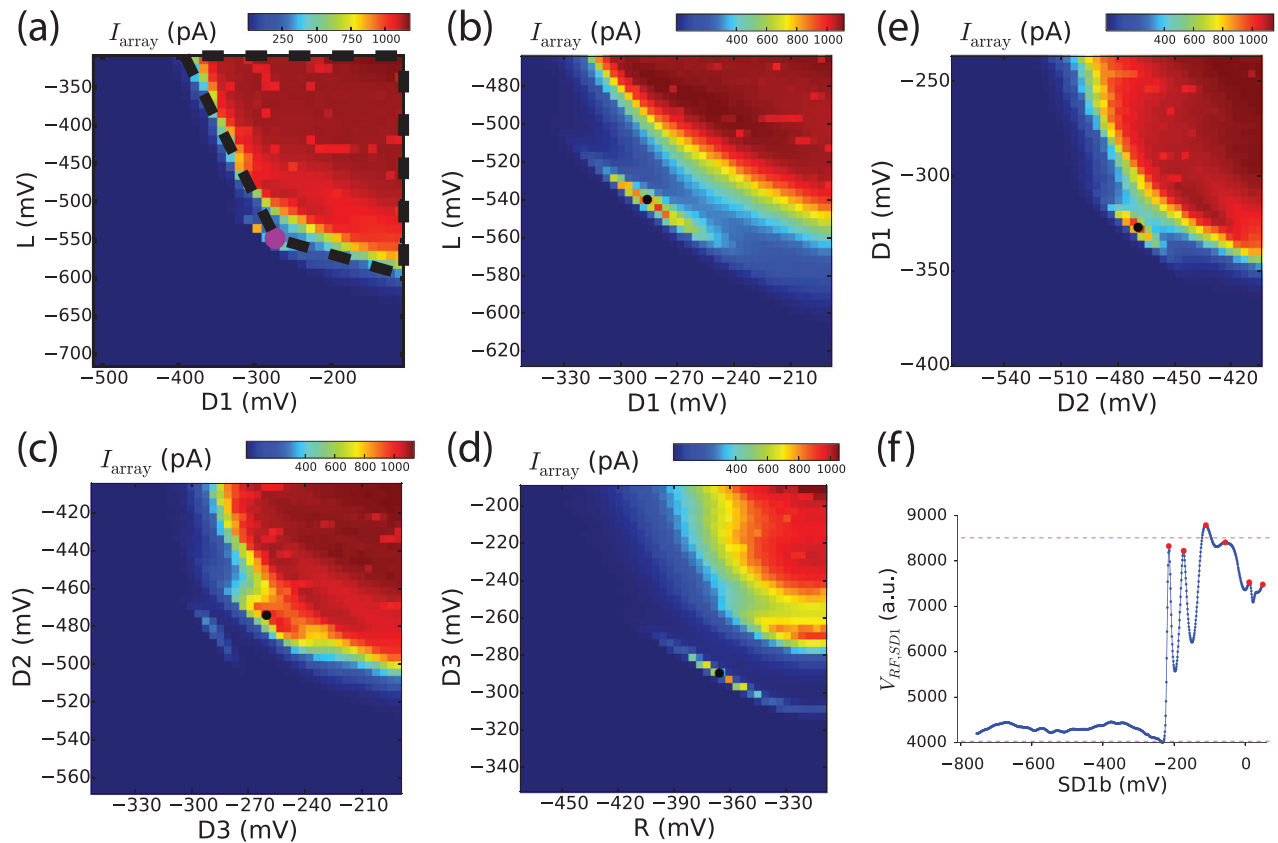 (a)
I_array (pA)
250 500 750 1000
L (mV)
−350
−400
−450
−500
−550
−600
−650
−700
−500 −400 −300 −200
D1 (mV)
(b)
I_array (pA)
400 600 800 1000
L (mV)
−480
−500
−520
−540
−560
−580
−600
−620
−330 −300 −270 −240 −210
D1 (mV)
(e)
I_array (pA)
400 600 800 1000
D1 (mV)
−250
−300
−350
−400
−540 −510 −480 −450 −420
D2 (mV)
(c)
I_array (pA)
400 600 800 1000
D2 (mV)
−420
−440
−460
−480
−500
−520
−540
−560
−330 −300 −270 −240 −210
D3 (mV)
(d)
I_array (pA)
400 600 800 1000
D3 (mV)
−200
−220
−240
−260
−280
−300
−320
−340
−450 −420 −390 −360 −330
R (mV)
(f)
V_RF,SD1 (a.u.)
9000
8000
7000
6000
5000
4000
−800 −600 −400 −200 0
SD1b (mV)